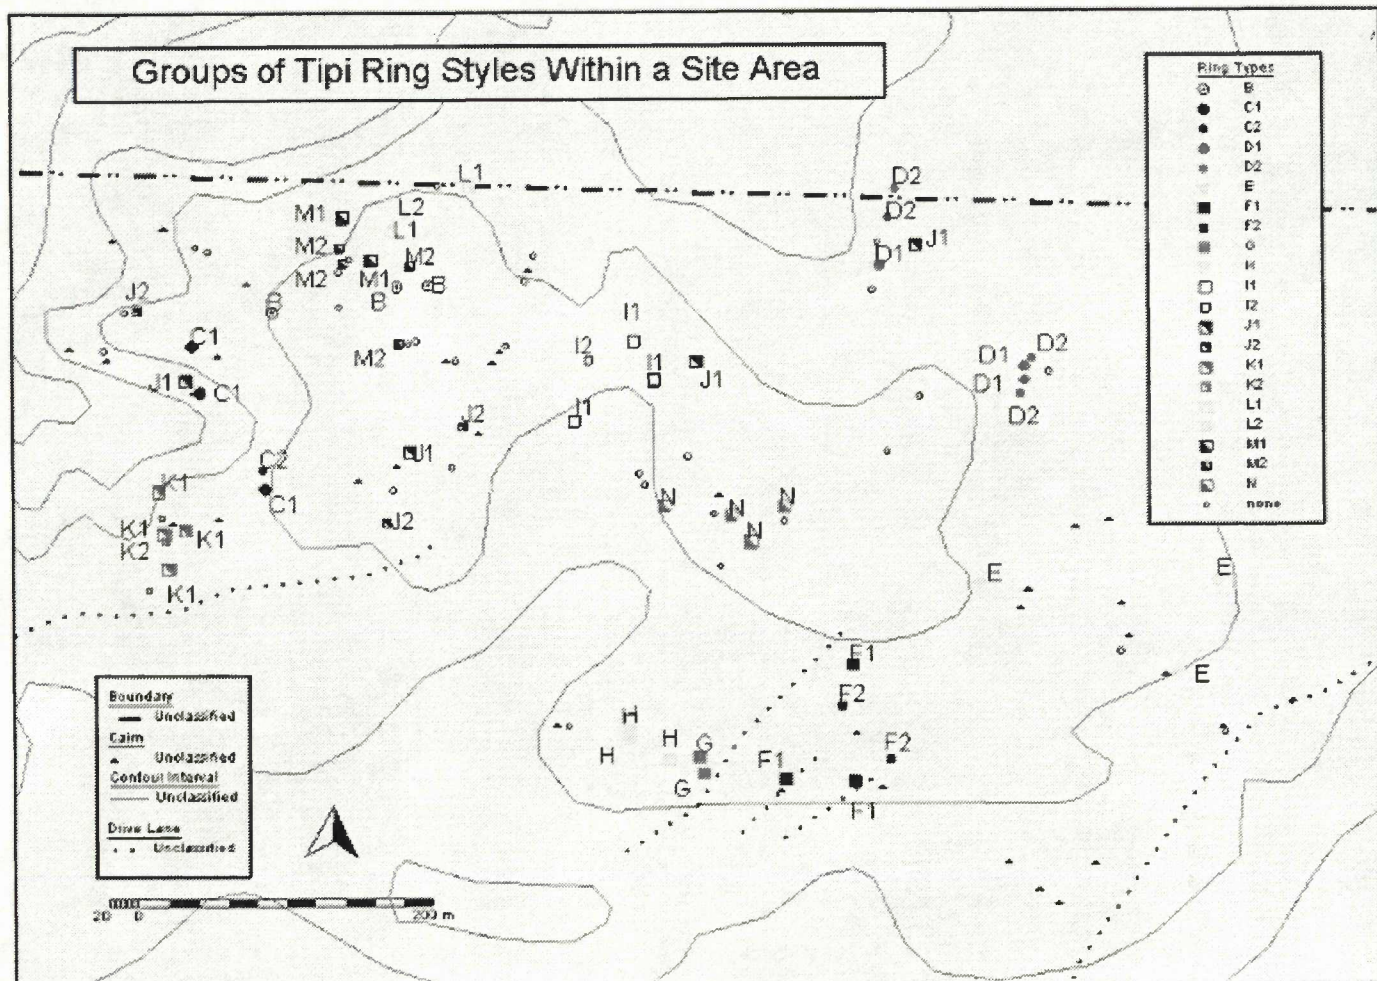 Groups of Tipi Ring Styles Within a Site Area
Ring Types
B
C1
C2
D1
D2
E
F1
F2
G
H
I1
I2
J1
J2
K1
K2
L1
L2
M1
M2
N
none
L1
D2
M1
L2
D2
L1
M2
M2
D1
J1
M2
M1
B
B
J2
B
I1
C1
M2
I2
D1
D2
I1
J1
J1
C1
D1
I1
D2
J2
J1
C2
K1
C1
N
N
N
J2
K1
K1
K2
N
E
E
K1
F1
E
F2
H
H
G
F2
H
F1
G
F1
Boundary
Unclassified
Cairn
Unclassified
Contour Interval
Unclassified
Drive Lane
Unclassified
20 0 200 m